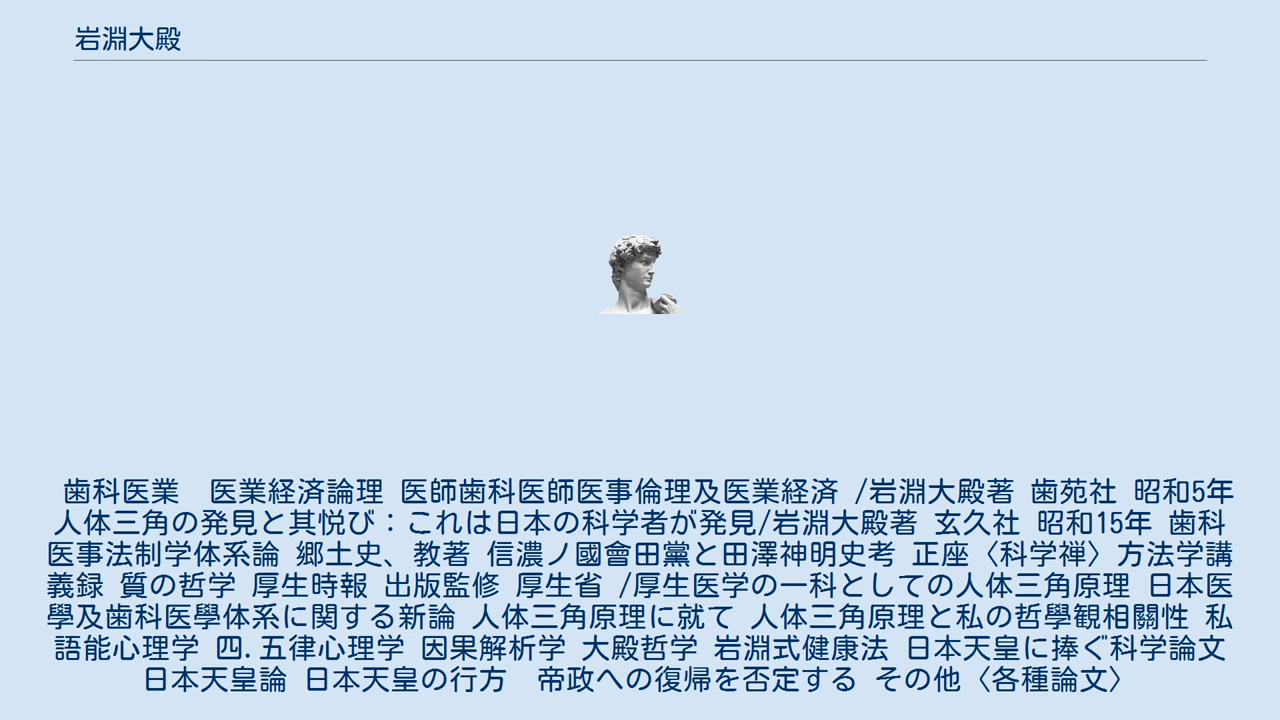 岩淵大殿
歯科医業　医業経済論理 医師歯科医師医事倫理及医業経済 /岩淵大殿著 歯苑社 昭和5年
人体三角の発見と其悦び：これは日本の科学者が発見/岩淵大殿著 玄久社 昭和15年 歯科
医事法制学体系論 郷土史、教著 信濃ノ國會田黨と田澤神明史考 正座〈科学禅〉方法学講
義録 質の哲学 厚生時報 出版監修 厚生省 /厚生医学の一科としての人体三角原理 日本医
學及歯科医學体系に関する新論 人体三角原理に就て 人体三角原理と私の哲學観相關性 私
語能心理学 四.五律心理学 因果解析学 大殿哲学 岩淵式健康法 日本天皇に捧ぐ科学論文
日本天皇論 日本天皇の行方　帝政への復帰を否定する その他〈各種論文〉